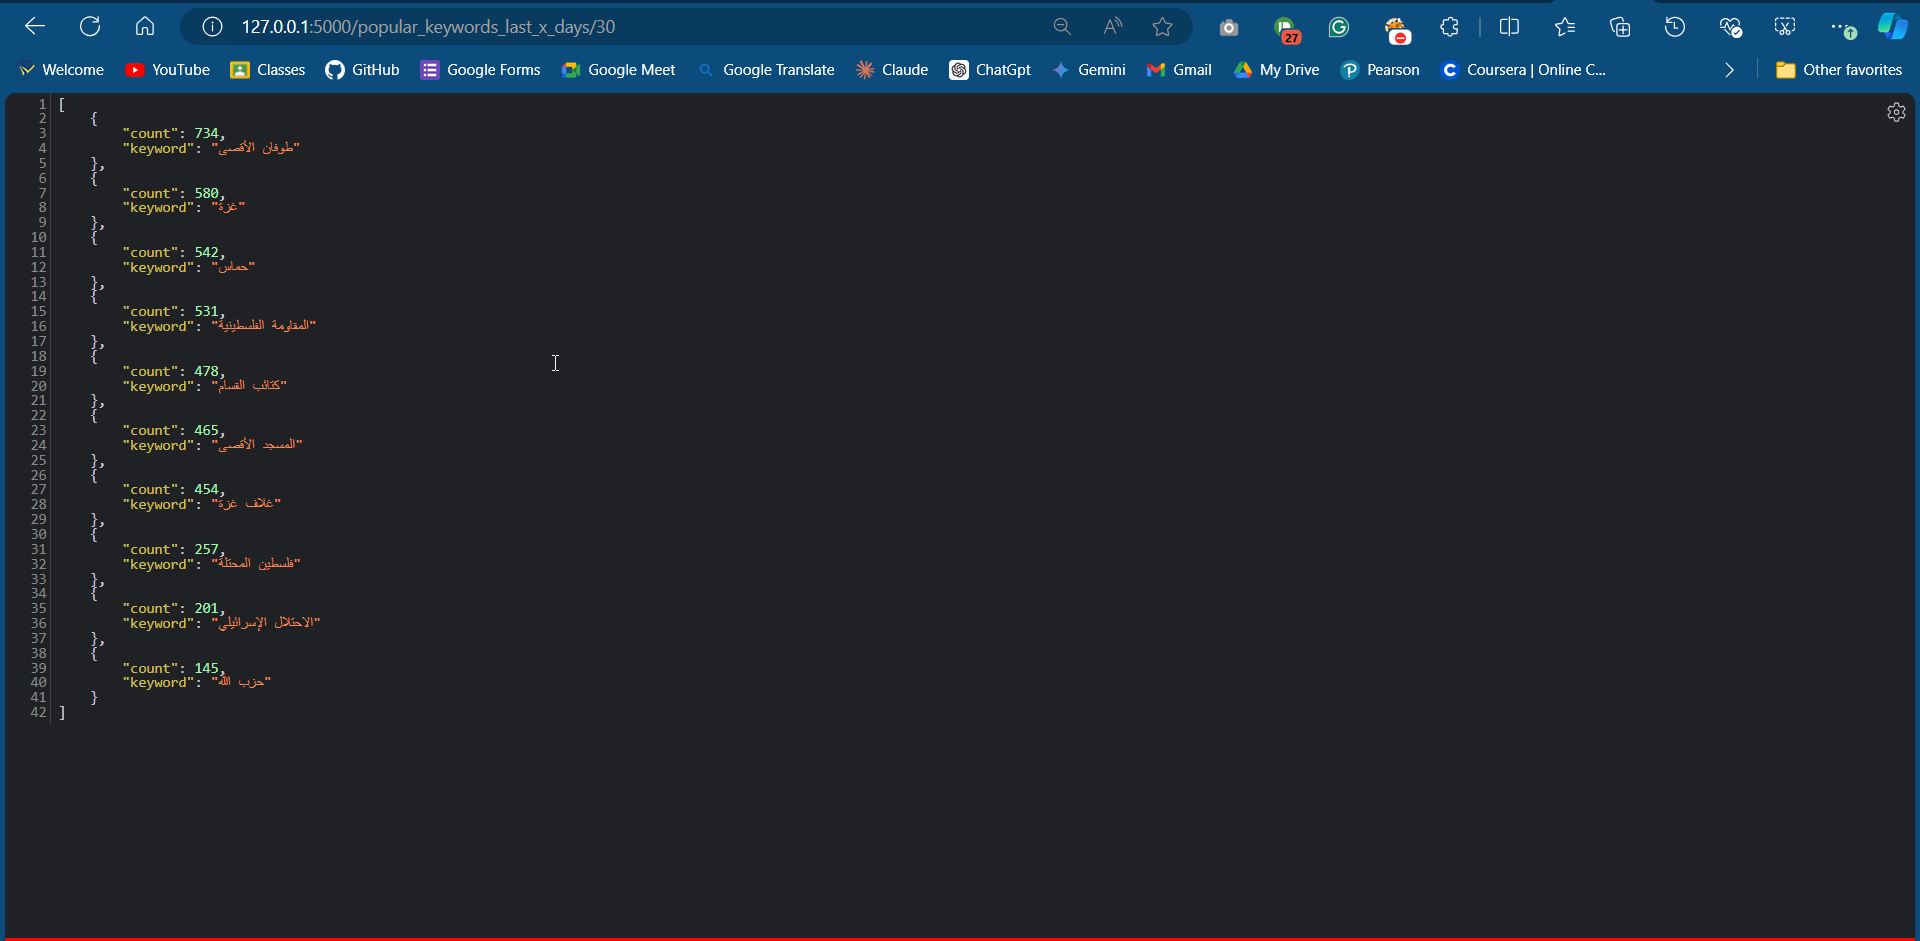 127.0.0.1:5000/popular_keywords_last_x_days/30
27
Welcome YouTube Classes GitHub Google Forms Google Meet Google Translate Claude ChatGpt Gemini Gmail My Drive Pearson Coursera | Online C... Other favorites
1 [
2 {
3 "count": 734,
4 "keyword": "طوفان الأقصى"
5 },
6 {
7 "count": 580,
8 "keyword": "غزة"
9 },
10 {
11 "count": 542,
12 "keyword": "حماس"
13 },
14 {
15 "count": 531,
16 "keyword": "المقاومة الفلسطينية"
17 },
18 {
19 "count": 478,
20 "keyword": "كتائب القسام"
21 },
22 {
23 "count": 465,
24 "keyword": "المسجد الأقصى"
25 },
26 {
27 "count": 454,
28 "keyword": "غلاف غزة"
29 },
30 {
31 "count": 257,
32 "keyword": "فلسطين المحتلة"
33 },
34 {
35 "count": 201,
36 "keyword": "الاحتلال الإسرائيلي"
37 },
38 {
39 "count": 145,
40 "keyword": "حزب الله"
41 }
42 ]